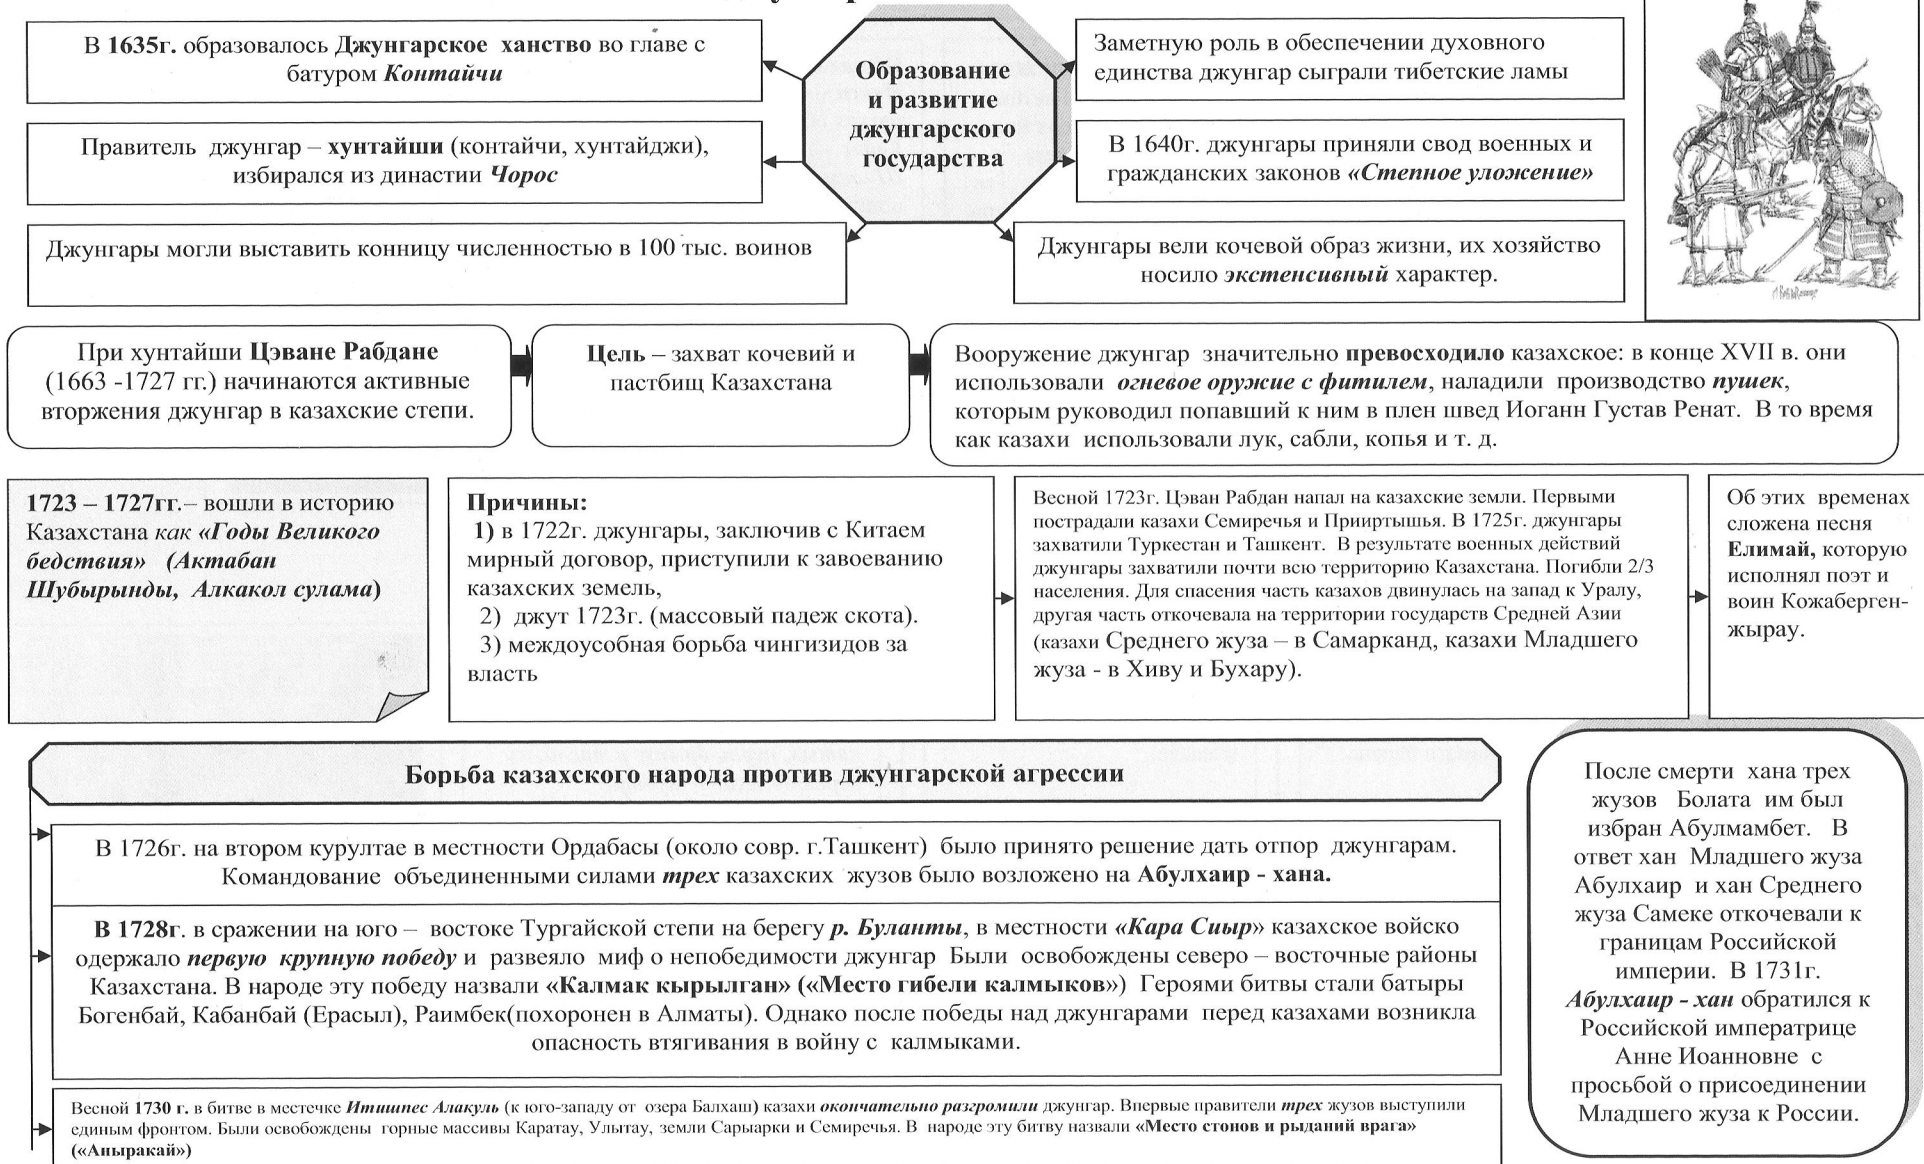 В 1635г. образовалось Джунгарское ханство во главе с
батуром Контайчи
Правитель джунгар – хунтайши (контайчи, хунтайджи),
избирался из династии Чорос
Джунгары могли выставить конницу численностью в 100 тыс. воинов
Образование
и развитие
джунгарского
государства
Заметную роль в обеспечении духовного
единства джунгар сыграли тибетские ламы
В 1640г. джунгары приняли свод военных и
гражданских законов «Степное уложение»
Джунгары вели кочевой образ жизни, их хозяйство
носило экстенсивный характер.
При хунтайши Цэване Рабдане
(1663 -1727 гг.) начинаются активные
вторжения джунгар в казахские степи.
Цель – захват кочевий и
пастбищ Казахстана
Вооружение джунгар значительно превосходило казахское: в конце XVII в. они
использовали огневое оружие с фитилем, наладили производство пушек,
которым руководил попавший к ним в плен швед Иоганн Густав Ренат. В то время
как казахи использовали лук, сабли, копья и т. д.
1723 – 1727гг.– вошли в историю
Казахстана как «Годы Великого
бедствия» (Актабан
Шубырынды, Алкакол сулама)
Причины:
1) в 1722г. джунгары, заключив с Китаем
мирный договор, приступили к завоеванию
казахских земель,
2) джут 1723г. (массовый падеж скота).
3) междоусобная борьба чингизидов за
власть
Весной 1723г. Цэван Рабдан напал на казахские земли. Первыми
пострадали казахи Семиречья и Прииртышья. В 1725г. джунгары
захватили Туркестан и Ташкент. В результате военных действий
джунгары захватили почти всю территорию Казахстана. Погибли 2/3
населения. Для спасения часть казахов двинулась на запад к Уралу,
другая часть откочевала на территории государств Средней Азии
(казахи Среднего жуза – в Самарканд, казахи Младшего
жуза - в Хиву и Бухару).
Об этих временах
сложена песня
Елимай, которую
исполнял поэт и
воин Кожаберген-
жырау.
Борьба казахского народа против джунгарской агрессии
В 1726г. на втором курултае в местности Ордабасы (около совр. г.Ташкент) было принято решение дать отпор джунгарам.
Командование объединенными силами трех казахских жузов было возложено на Абулхаир - хана.
В 1728г. в сражении на юго – востоке Тургайской степи на берегу р. Буланты, в местности «Кара Сиыр» казахское войско
одержало первую крупную победу и развеяло миф о непобедимости джунгар Были освобождены северо – восточные районы
Казахстана. В народе эту победу назвали «Калмак кырылган» («Место гибели калмыков») Героями битвы стали батыры
Богенбай, Кабанбай (Ерасыл), Раимбек(похоронен в Алматы). Однако после победы над джунгарами перед казахами возникла
опасность втягивания в войну с калмыками.
Весной 1730 г. в битве в местечке Итишпес Алакуль (к юго-западу от озера Балхаш) казахи окончательно разгромили джунгар. Впервые правители трех жузов выступили
единым фронтом. Были освобождены горные массивы Каратау, Улытау, земли Сарыарки и Семиречья. В народе эту битву назвали «Место стонов и рыданий врага»
(«Аныракай»)
После смерти хана трех
жузов Болата им был
избран Абулмамбет. В
ответ хан Младшего жуза
Абулхаир и хан Среднего
жуза Самеке откочевали к
границам Российской
империи. В 1731г.
Абулхаир - хан обратился к
Российской императрице
Анне Иоанновне с
просьбой о присоединении
Младшего жуза к России.